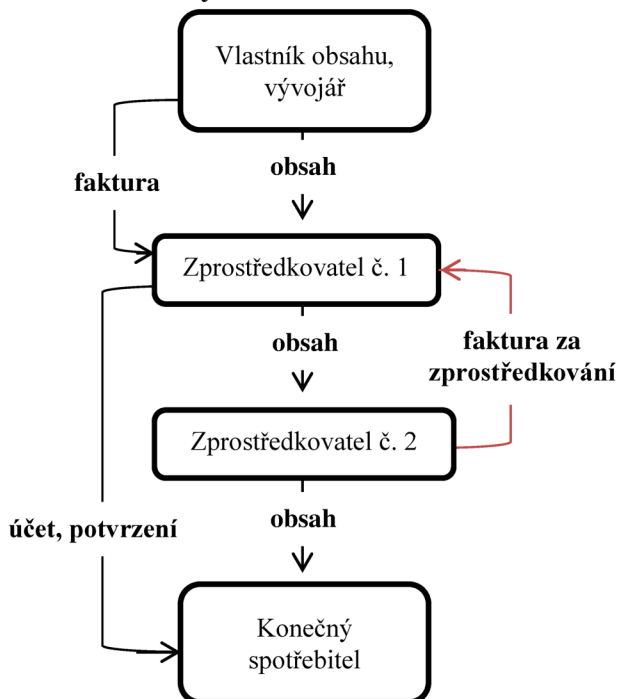 Vlastník obsahu,
vývojář
obsah
faktura
Zprostředkovatel č. 1
obsah
faktura za
zprostředkování
Zprostředkovatel č. 2
obsah
účet, potvrzení
Konečný
spotřebitel